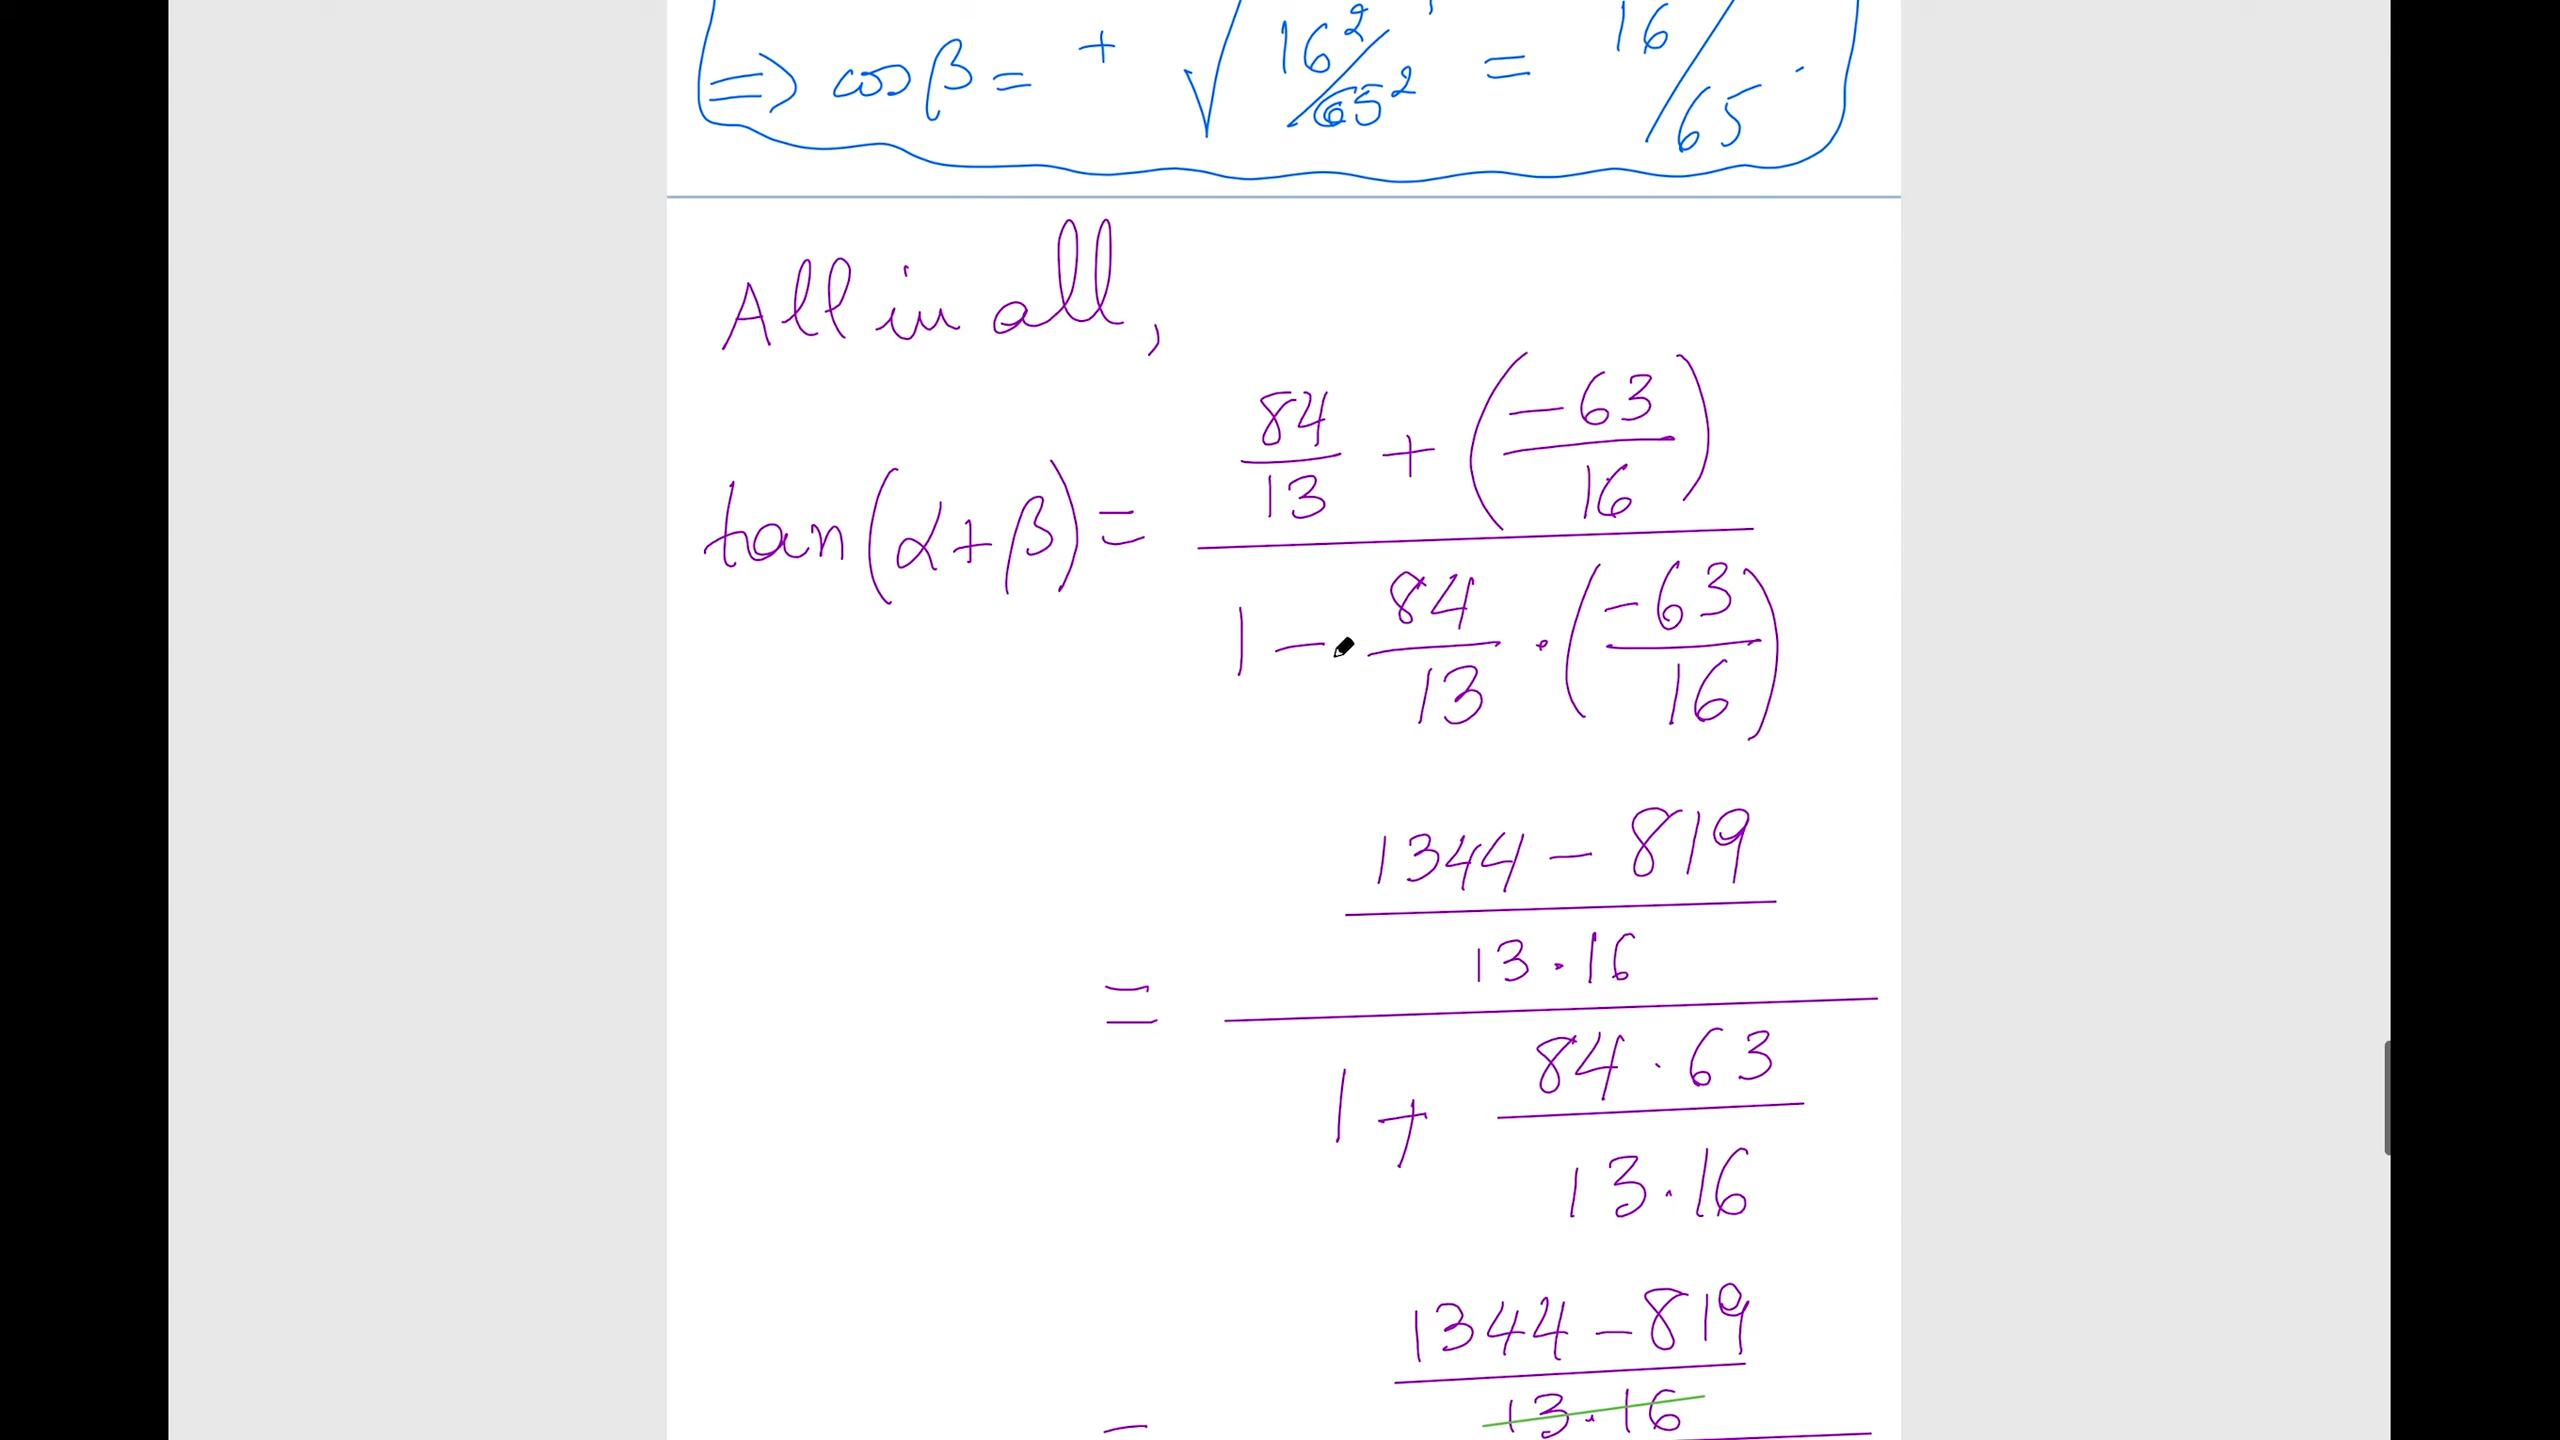 ⇒ cos β = + √(16²/65²) = 16/65.
All in all,
tan(α+β) = (84/13 + (-63/16)) / (1 - 84/13 · (-63/16))
= ((1344 - 819)/(13·16)) / (1 + (84·63)/(13·16))
= (1344 - 819)/(13·16)